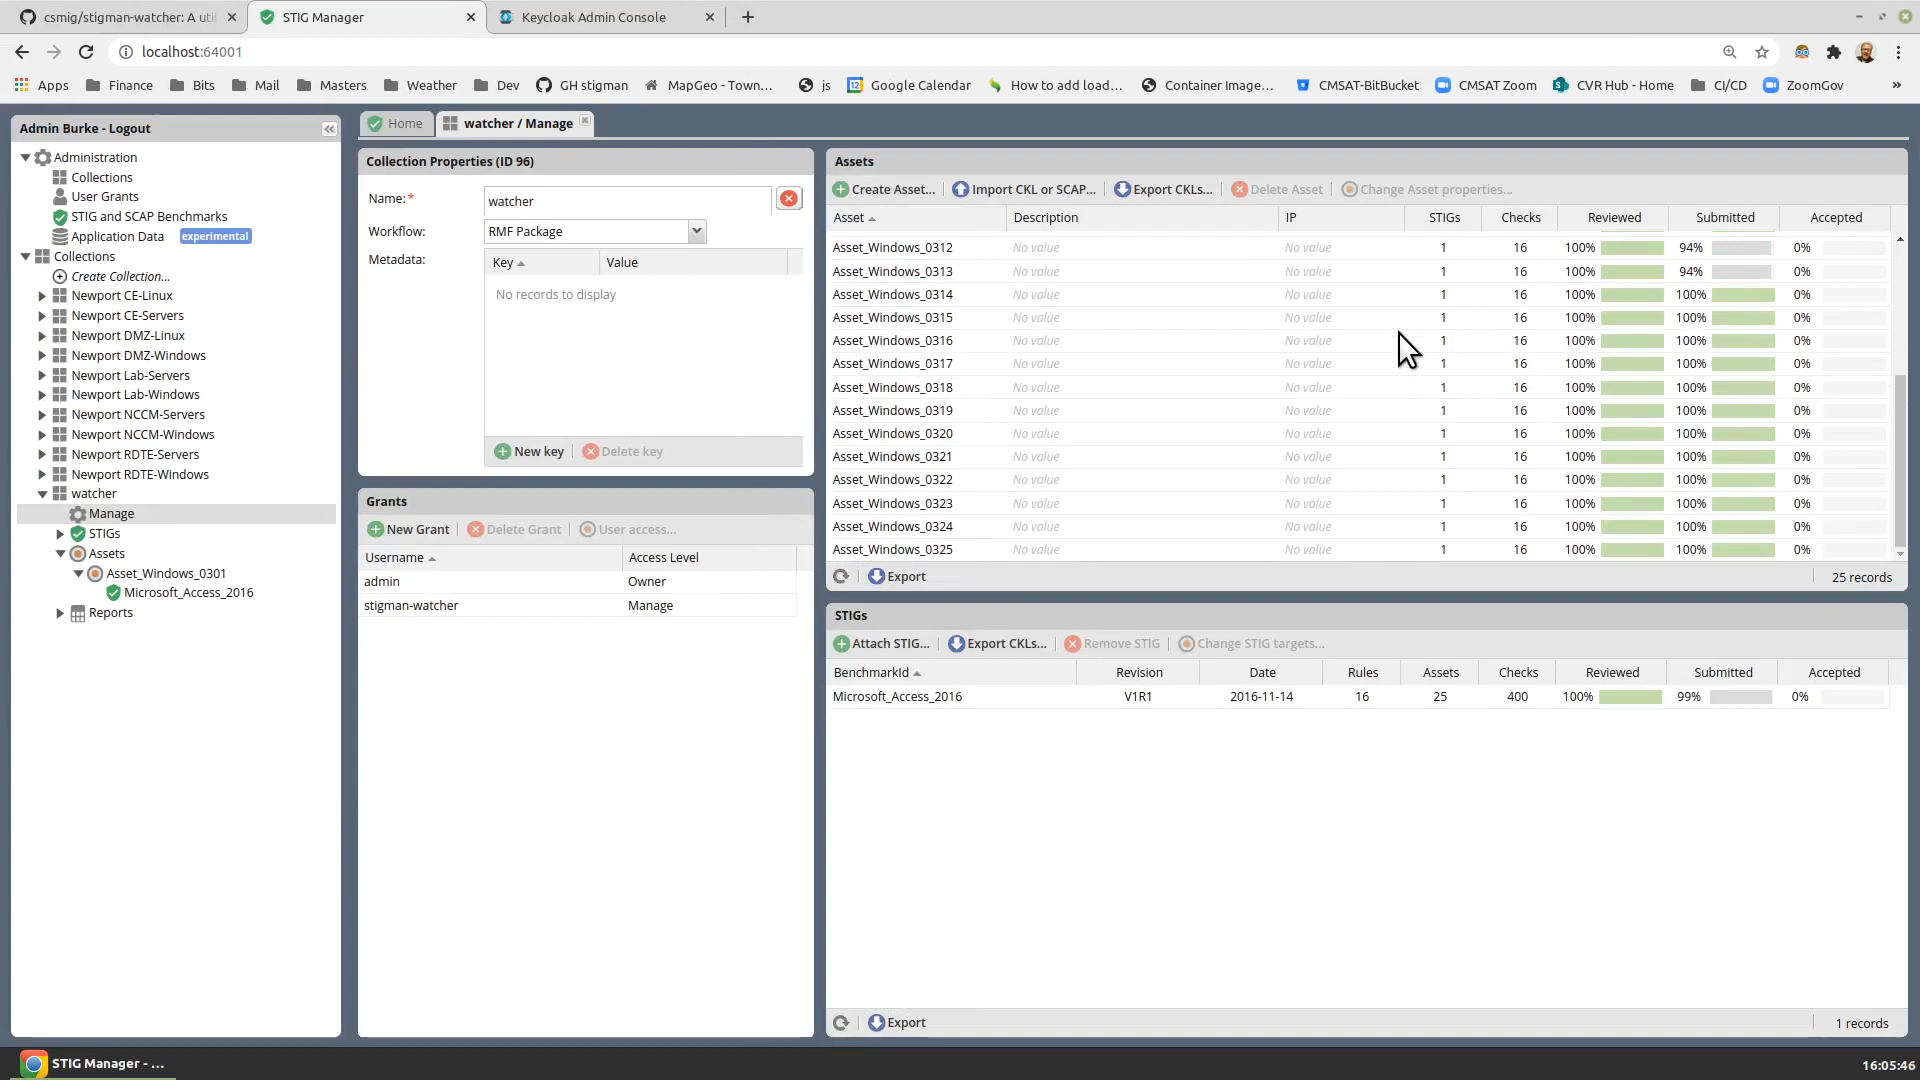 csmig/stigman-watcher: A uti
STIG Manager
Keycloak Admin Console
localhost:64001
Apps
Finance
Bits
Mail
Masters
Weather
Dev
GH stigman
MapGeo - Town...
js
Google Calendar
How to add load...
Container Image...
CMSAT-BitBucket
CMSAT Zoom
CVR Hub - Home
CI/CD
ZoomGov
»
Admin Burke - Logout
Administration
Collections
User Grants
STIG and SCAP Benchmarks
Application Data experimental
Collections
Create Collection...
Newport CE-Linux
Newport CE-Servers
Newport DMZ-Linux
Newport DMZ-Windows
Newport Lab-Servers
Newport Lab-Windows
Newport NCCM-Servers
Newport NCCM-Windows
Newport RDTE-Servers
Newport RDTE-Windows
watcher
Manage
STIGs
Assets
Asset_Windows_0301
Microsoft_Access_2016
Reports
Home
watcher / Manage
Collection Properties (ID 96)
Name:* watcher
Workflow: RMF Package
Metadata: Key Value
No records to display
New key Delete key
Grants
New Grant Delete Grant User access...
Username Access Level
admin Owner
stigman-watcher Manage
Assets
Create Asset... Import CKL or SCAP... Export CKLs... Delete Asset Change Asset properties...
Asset Description IP STIGs Checks Reviewed Submitted Accepted
Asset_Windows_0312 No value No value 1 16 100% 94% 0%
Asset_Windows_0313 No value No value 1 16 100% 94% 0%
Asset_Windows_0314 No value No value 1 16 100% 100% 0%
Asset_Windows_0315 No value No value 1 16 100% 100% 0%
Asset_Windows_0316 No value No value 1 16 100% 100% 0%
Asset_Windows_0317 No value No value 1 16 100% 100% 0%
Asset_Windows_0318 No value No value 1 16 100% 100% 0%
Asset_Windows_0319 No value No value 1 16 100% 100% 0%
Asset_Windows_0320 No value No value 1 16 100% 100% 0%
Asset_Windows_0321 No value No value 1 16 100% 100% 0%
Asset_Windows_0322 No value No value 1 16 100% 100% 0%
Asset_Windows_0323 No value No value 1 16 100% 100% 0%
Asset_Windows_0324 No value No value 1 16 100% 100% 0%
Asset_Windows_0325 No value No value 1 16 100% 100% 0%
Export 25 records
STIGs
Attach STIG... Export CKLs... Remove STIG Change STIG targets...
BenchmarkId Revision Date Rules Assets Checks Reviewed Submitted Accepted
Microsoft_Access_2016 V1R1 2016-11-14 16 25 400 100% 99% 0%
Export 1 records
STIG Manager - ...
16:05:46